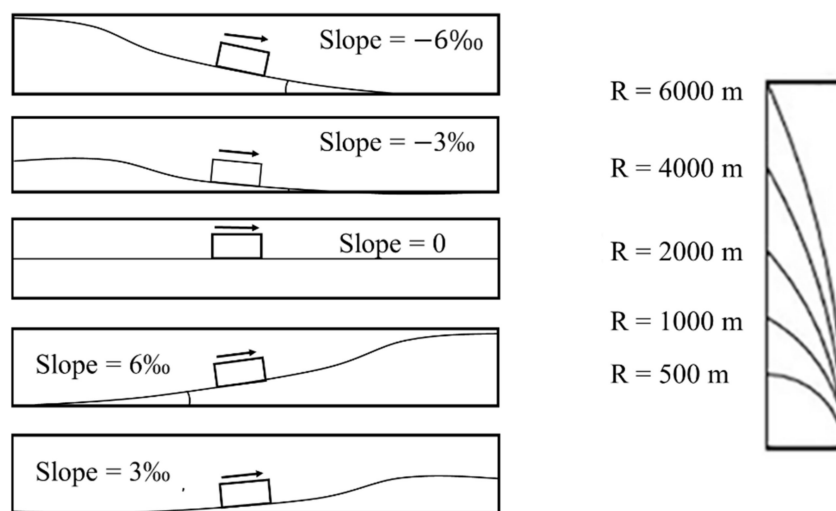 Slope = −6‰
Slope = −3‰
Slope = 0
Slope = 6‰
Slope = 3‰
R = 6000 m
R = 4000 m
R = 2000 m
R = 1000 m
R = 500 m